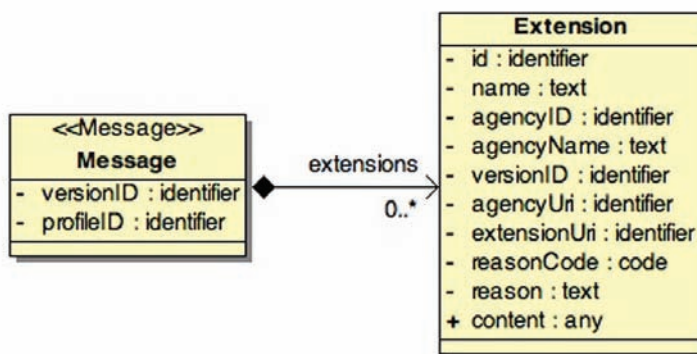 <<Message>>
Message
- versionID : identifier
- profileID : identifier
extensions
0..*
Extension
- id : identifier
- name : text
- agencyID : identifier
- agencyName : text
- versionID : identifier
- agencyUri : identifier
- extensionUri : identifier
- reasonCode : code
- reason : text
+ content : any